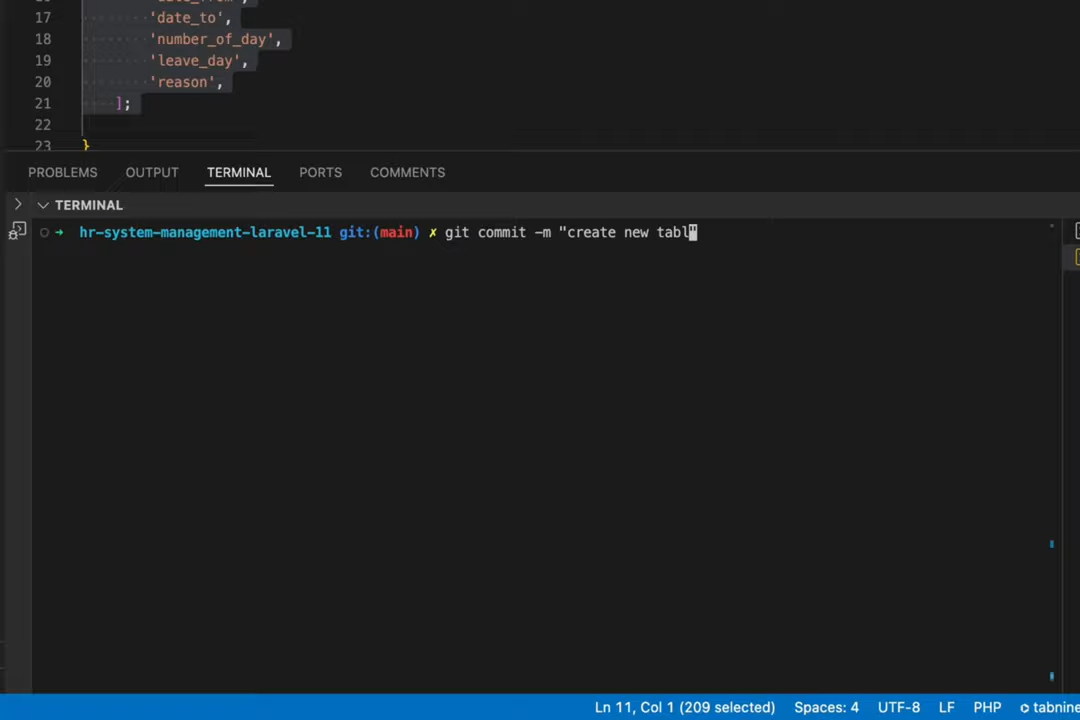 17 'date_to',
18 'number_of_day',
19 'leave_day',
20 'reason',
21 ];
22
23 }
PROBLEMS OUTPUT TERMINAL PORTS COMMENTS
TERMINAL
hr-system-management-laravel-11 git:(main) ✗ git commit -m "create new tabl"
Ln 11, Col 1 (209 selected) Spaces: 4 UTF-8 LF PHP tabnine